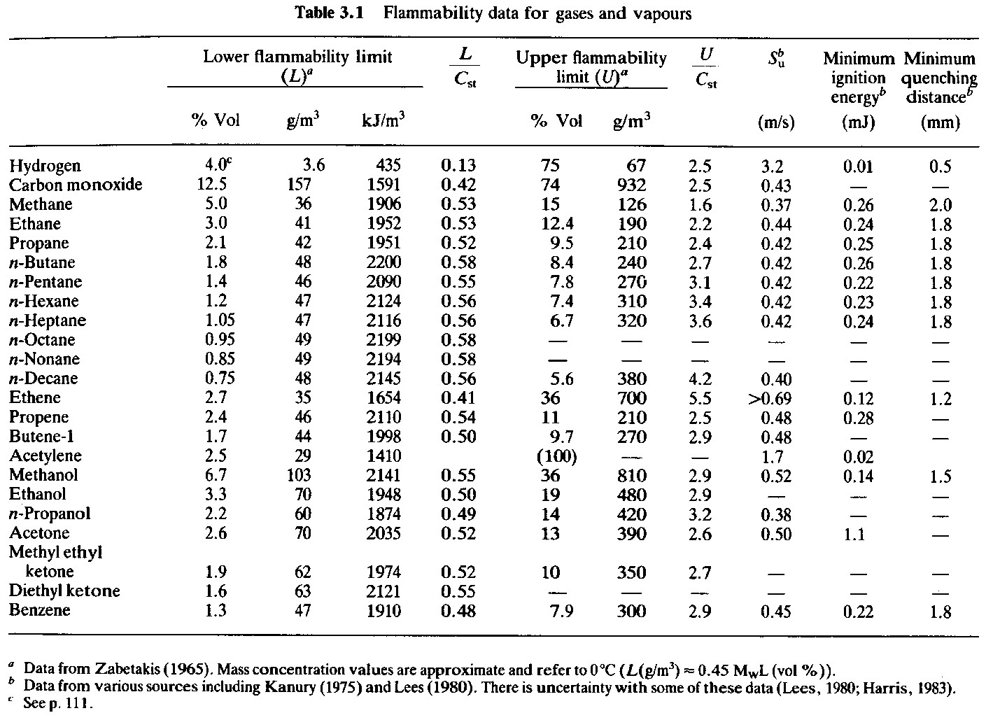 Table 3.1 Flammability data for gases and vapours
Lower flammability limit (L)ᵃ L/Cst Upper flammability limit (U)ᵃ U/Cst Sᵇu Minimum ignition energyᵇ Minimum quenching distanceᵇ
% Vol g/m³ kJ/m³ % Vol g/m³ (m/s) (mJ) (mm)
Hydrogen 4.0ᶜ 3.6 435 0.13 75 67 2.5 3.2 0.01 0.5
Carbon monoxide 12.5 157 1591 0.42 74 932 2.5 0.43 — —
Methane 5.0 36 1906 0.53 15 126 1.6 0.37 0.26 2.0
Ethane 3.0 41 1952 0.53 12.4 190 2.2 0.44 0.24 1.8
Propane 2.1 42 1951 0.52 9.5 210 2.4 0.42 0.25 1.8
n-Butane 1.8 48 2200 0.58 8.4 240 2.7 0.42 0.26 1.8
n-Pentane 1.4 46 2090 0.55 7.8 270 3.1 0.42 0.22 1.8
n-Hexane 1.2 47 2124 0.56 7.4 310 3.4 0.42 0.23 1.8
n-Heptane 1.05 47 2116 0.56 6.7 320 3.6 0.42 0.24 1.8
n-Octane 0.95 49 2199 0.58 — — — — — —
n-Nonane 0.85 49 2194 0.58 — — — — — —
n-Decane 0.75 48 2145 0.56 5.6 380 4.2 0.40 — —
Ethene 2.7 35 1654 0.41 36 700 5.5 >0.69 0.12 1.2
Propene 2.4 46 2110 0.54 11 210 2.5 0.48 0.28 —
Butene-1 1.7 44 1998 0.50 9.7 270 2.9 0.48 — —
Acetylene 2.5 29 1410 (100) — — 1.7 0.02
Methanol 6.7 103 2141 0.55 36 810 2.9 0.52 0.14 1.5
Ethanol 3.3 70 1948 0.50 19 480 2.9 — — —
n-Propanol 2.2 60 1874 0.49 14 420 3.2 0.38 — —
Acetone 2.6 70 2035 0.52 13 390 2.6 0.50 1.1 —
Methyl ethyl
ketone 1.9 62 1974 0.52 10 350 2.7 — — —
Diethyl ketone 1.6 63 2121 0.55 — — — — — —
Benzene 1.3 47 1910 0.48 7.9 300 2.9 0.45 0.22 1.8
ᵃ Data from Zabetakis (1965). Mass concentration values are approximate and refer to 0°C (L(g/m³) ≈ 0.45 MwL (vol %)).
ᵇ Data from various sources including Kanury (1975) and Lees (1980). There is uncertainty with some of these data (Lees, 1980; Harris, 1983).
ᶜ See p. 111.